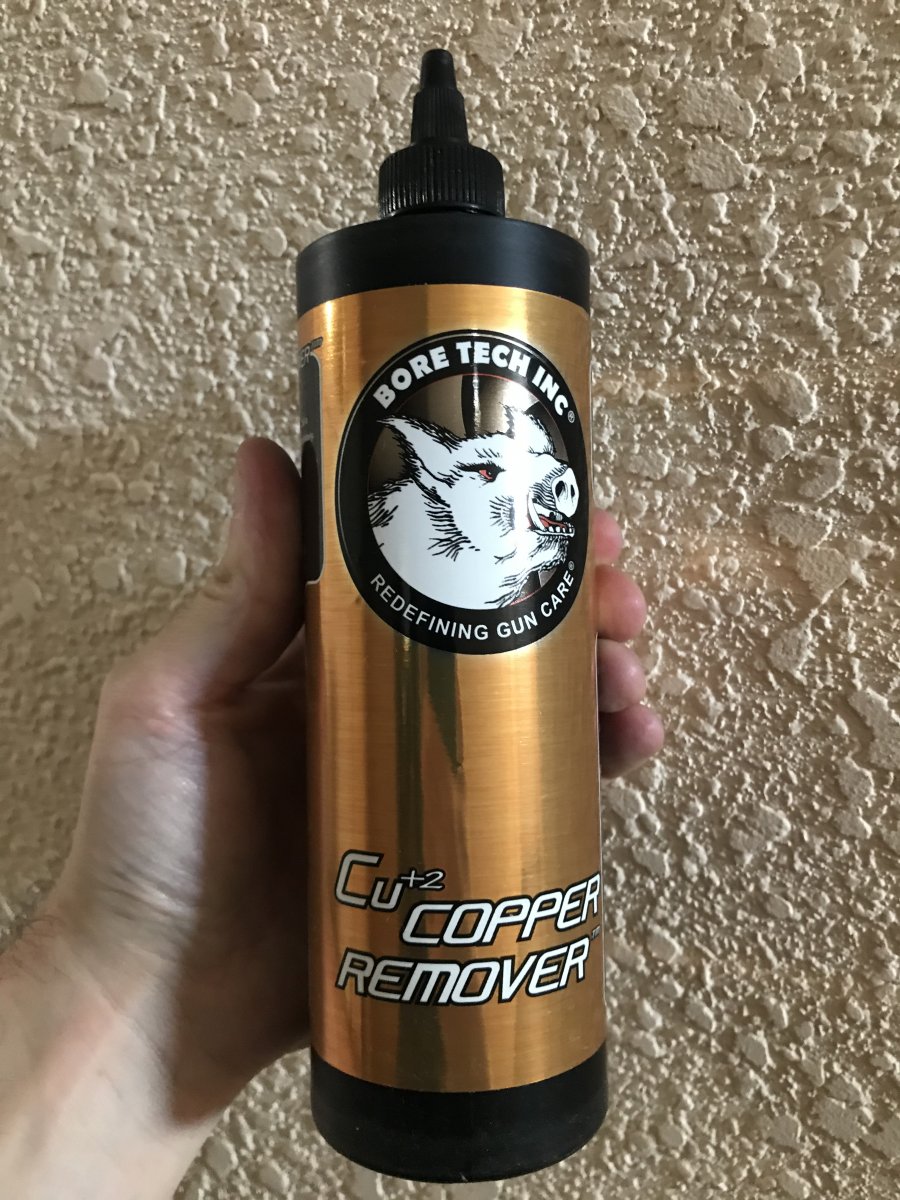 BORE TECH INC®
REDEFINING GUN CARE®
Cu+2
COPPER
REMOVER™